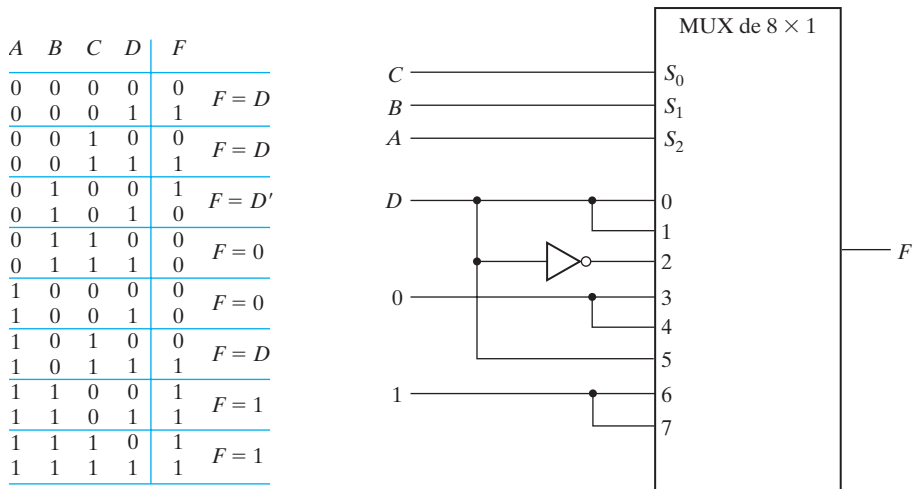 A B C D F
0 0 0 0 0
0 0 0 1 1
F = D
0 0 1 0 0
0 0 1 1 1
F = D
0 1 0 0 1
0 1 0 1 0
F = D′
0 1 1 0 0
0 1 1 1 0
F = 0
1 0 0 0 0
1 0 0 1 0
F = 0
1 0 1 0 0
1 0 1 1 1
F = D
1 1 0 0 1
1 1 0 1 1
F = 1
1 1 1 0 1
1 1 1 1 1
F = 1
MUX de 8 × 1
C S₀
B S₁
A S₂
D 0
1
2
0 3
4
5
1 6
7
F